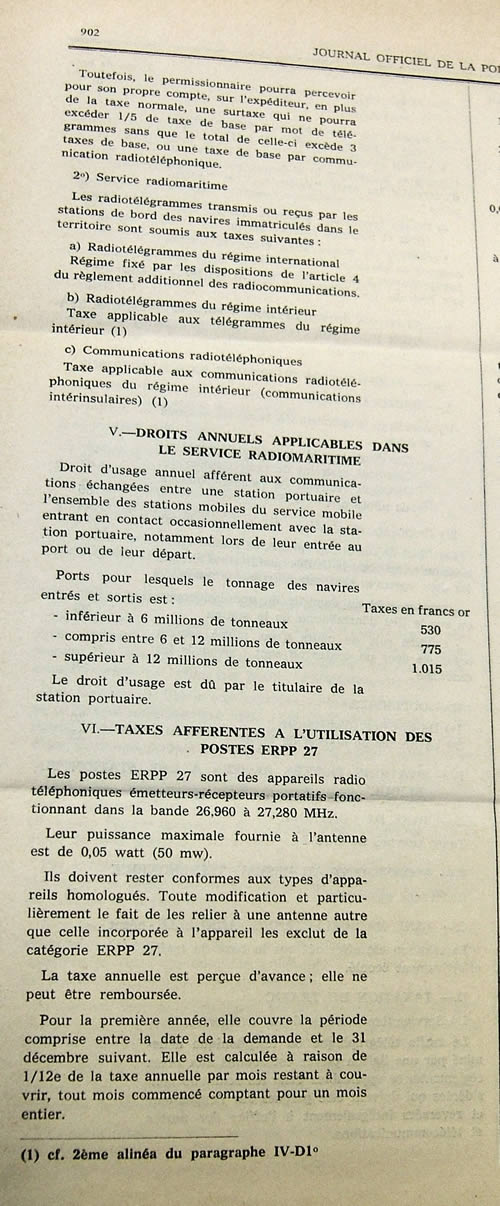 902
JOURNAL OFFICIEL DE LA
Toutefois, le permissionnaire pourra percevoir
pour son propre compte, sur l'expéditeur, en plus
de la taxe normale, une surtaxe qui ne pourra
excéder 1/5 de taxe de base par mot de télé-
grammes sans que le total de celle-ci excède 3
taxes de base, ou une taxe de base par commu-
nication radiotéléphonique.
2º) Service radiomaritime
Les radiotélégrammes transmis ou reçus par les
stations de bord des navires immatriculés dans le
territoire sont soumis aux taxes suivantes :
a) Radiotélégrammes du régime international
Régime fixé par les dispositions de l'article 4
du règlement additionnel des radiocommunications.
b) Radiotélégrammes du régime intérieur
Taxe applicable aux télégrammes du régime
intérieur (1)
c) Communications radiotéléphoniques
Taxe applicable aux communications radiotélé-
phoniques du régime intérieur (communications
intérinsulaires) (1)
V.—DROITS ANNUELS APPLICABLES DANS
LE SERVICE RADIOMARITIME
Droit d'usage annuel afférent aux communica-
tions échangées entre une station portuaire et
l'ensemble des stations mobiles du service mobile
entrant en contact occasionnellement avec la sta-
tion portuaire, notamment lors de leur entrée au
port ou de leur départ.
Ports pour lesquels le tonnage des navires
entrés et sortis est :
Taxes en francs or
- inférieur à 6 millions de tonneaux 530
- compris entre 6 et 12 millions de tonneaux 775
- supérieur à 12 millions de tonneaux 1.015
Le droit d'usage est dû par le titulaire de la
station portuaire.
VI.—TAXES AFFERENTES A L'UTILISATION DES
POSTES ERPP 27
Les postes ERPP 27 sont des appareils radio
téléphoniques émetteurs-récepteurs portatifs fonc-
tionnant dans la bande 26,960 à 27,280 MHz.
Leur puissance maximale fournie à l'antenne
est de 0,05 watt (50 mw).
Ils doivent rester conformes aux types d'appa-
reils homologués. Toute modification et particu-
lièrement le fait de les relier à une antenne autre
que celle incorporée à l'appareil les exclut de la
catégorie ERPP 27.
La taxe annuelle est perçue d'avance ; elle ne
peut être remboursée.
Pour la première année, elle couvre la période
comprise entre la date de la demande et le 31
décembre suivant. Elle est calculée à raison de
1/12e de la taxe annuelle par mois restant à cou-
vrir, tout mois commencé comptant pour un mois
entier.
(1) cf. 2ème alinéa du paragraphe IV-D1º